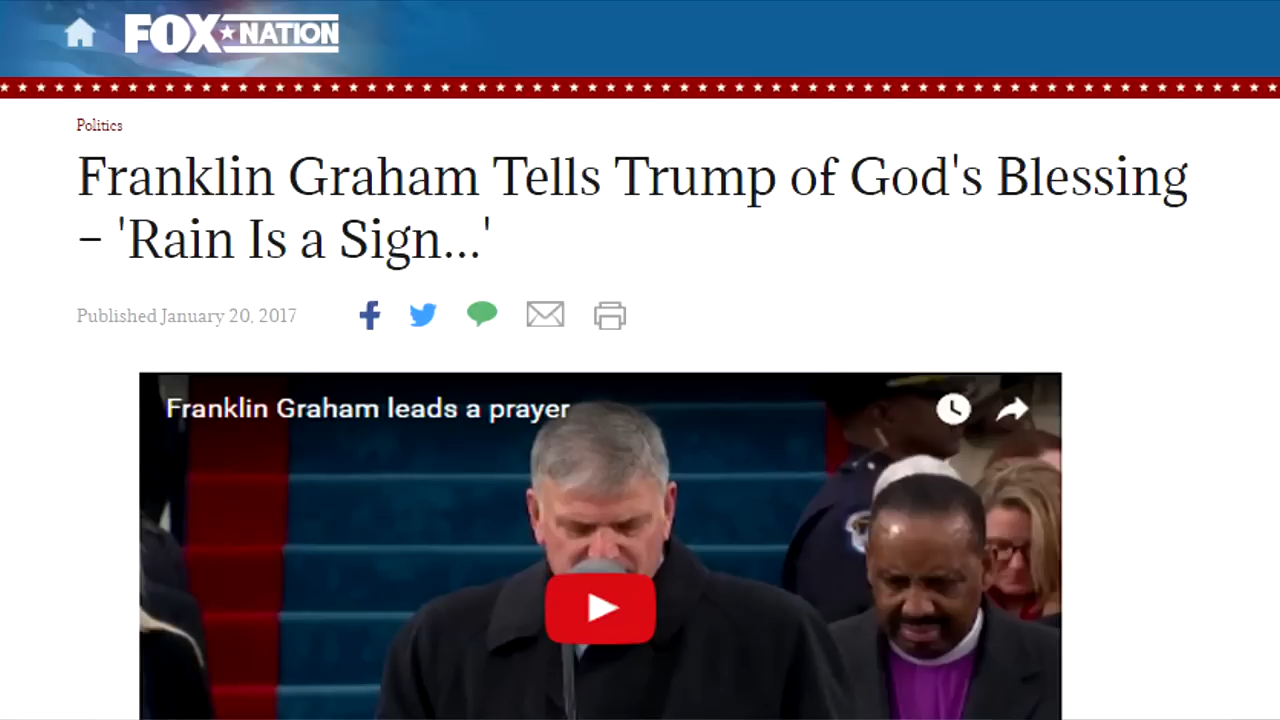 FOX NATION
Politics
Franklin Graham Tells Trump of God's Blessing
– 'Rain Is a Sign...'
Published January 20, 2017
Franklin Graham leads a prayer